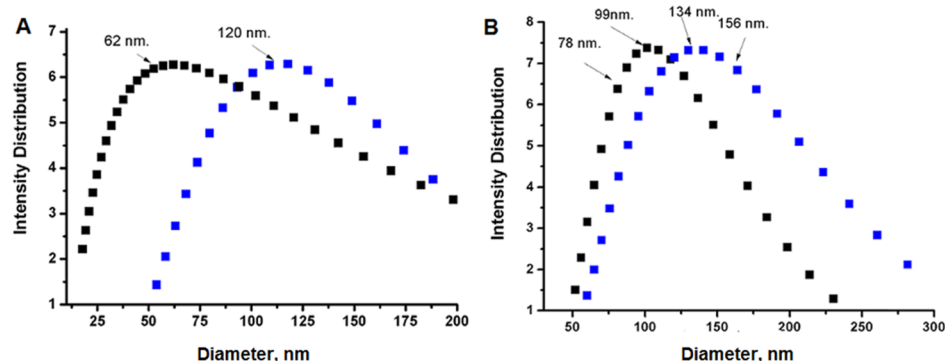 A
62 nm.
120 nm.
7
6
5
4
3
2
1
Intensity Distribution
25 50 75 100 125 150 175 200
Diameter, nm
B
78 nm.
99nm.
134 nm.
156 nm.
8
7
6
5
4
3
2
1
Intensity Distribution
50 100 150 200 250 300
Diameter, nm